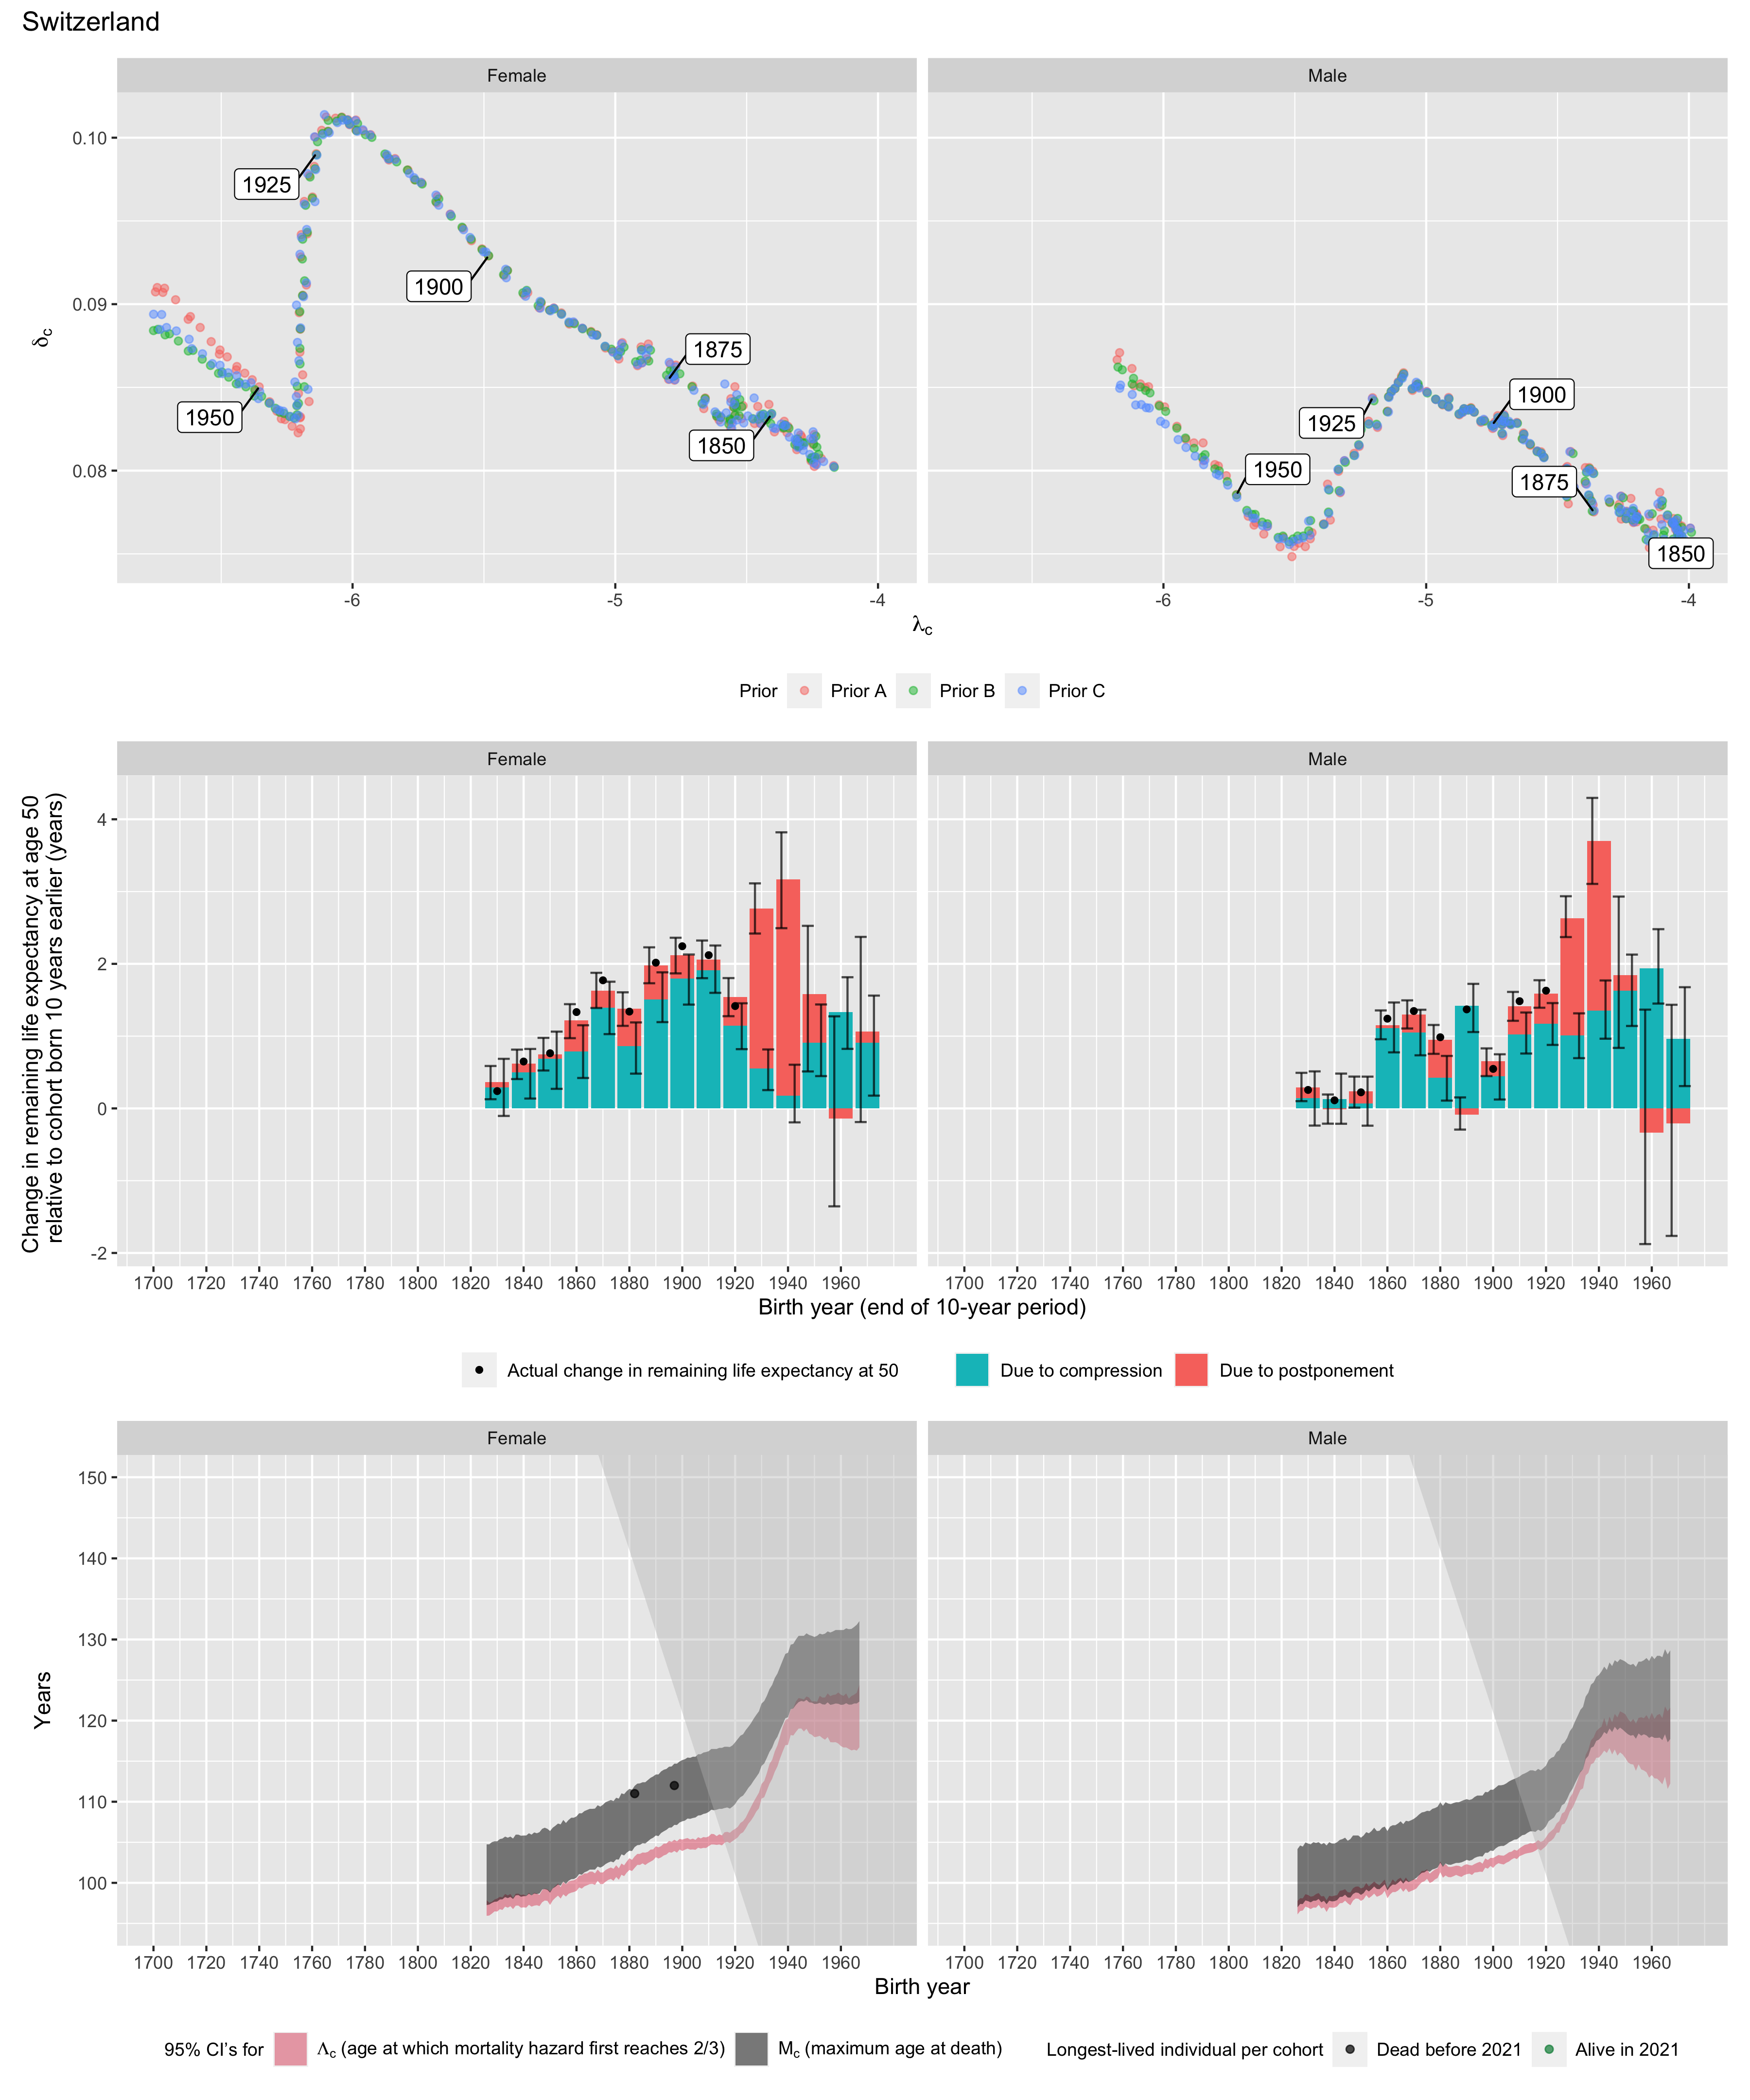 Switzerland
Female Male
0.10
0.09
0.08
δc
1925
1900
1950
1875
1850
1925
1900
1950
1875
1850
-6 -5 -4 -6 -5 -4
λc
Prior Prior A Prior B Prior C
Female Male
Change in remaining life expectancy at age 50
relative to cohort born 10 years earlier (years)
4
2
0
-2
1700 1720 1740 1760 1780 1800 1820 1840 1860 1880 1900 1920 1940 1960 1700 1720 1740 1760 1780 1800 1820 1840 1860 1880 1900 1920 1940 1960
Birth year (end of 10-year period)
Actual change in remaining life expectancy at 50 Due to compression Due to postponement
Female Male
Years
150
140
130
120
110
100
1700 1720 1740 1760 1780 1800 1820 1840 1860 1880 1900 1920 1940 1960 1700 1720 1740 1760 1780 1800 1820 1840 1860 1880 1900 1920 1940 1960
Birth year
95% CI's for Λc (age at which mortality hazard first reaches 2/3) Mc (maximum age at death) Longest-lived individual per cohort Dead before 2021 Alive in 2021